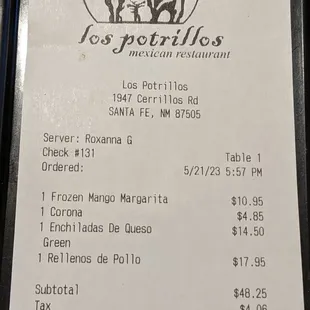 los potrillos
mexican restaurant
Los Potrillos
1947 Cerrillos Rd
SANTA FE, NM 87505
Server: Roxanna G
Check #131 Table 1
Ordered: 5/21/23 5:57 PM
1 Frozen Mango Margarita $10.95
1 Corona $4.85
1 Enchiladas De Queso $14.50
Green
1 Rellenos de Pollo $17.95
Subtotal $48.25
Tax $4.06